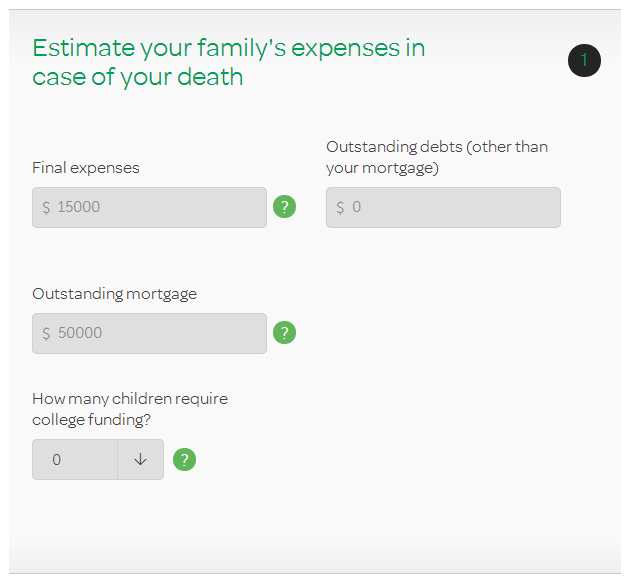 Estimate your family's expenses in
case of your death
1
Final expenses
$ 15000
?
Outstanding debts (other than
your mortgage)
$ 0
Outstanding mortgage
$ 50000
?
How many children require
college funding?
0
?